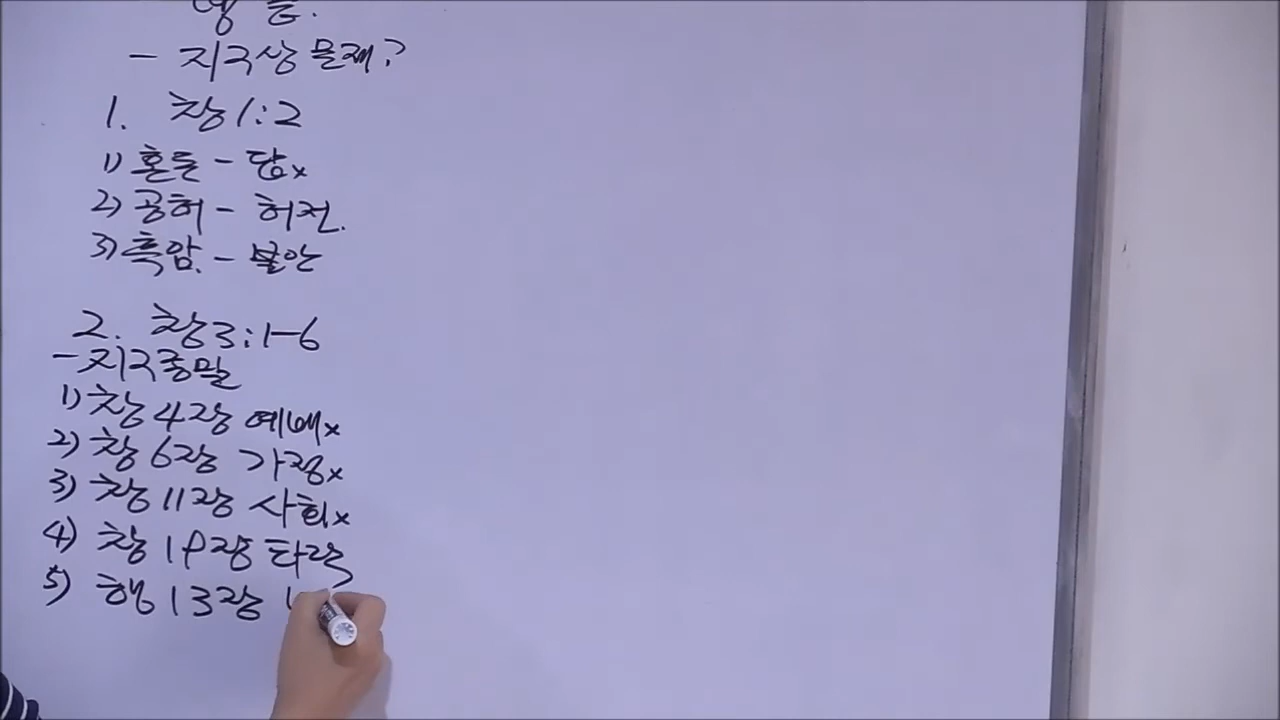 - 지구상 문제?
1. 창 1:2
1) 혼돈 - 답x
2) 공허 - 허전.
3) 흑암. - 불안
2. 창 3:1-6
- 지구종말
1) 창 4장 예배x
2) 창 6장 가정x
3) 창 11장 사회x
4) 창 19장 타락
5) 행 13장